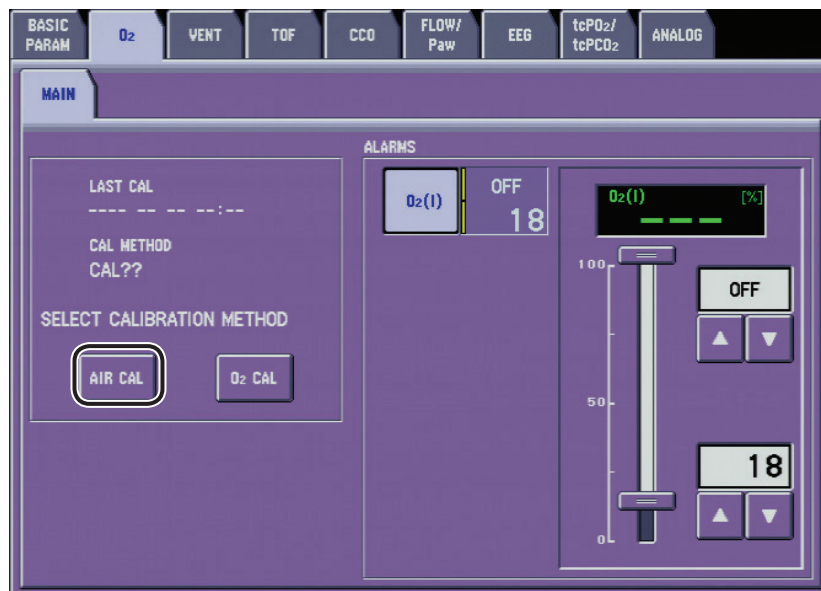 BASIC PARAM O2 VENT TOF CCO FLOW/ Paw EEG tcPO2/ tcPCO2 ANALOG
MAIN
LAST CAL
---- -- -- --:--
CAL METHOD
CAL??
SELECT CALIBRATION METHOD
AIR CAL O2 CAL
ALARMS
O2(I) OFF
18
O2(I) [%]
---
100
50
0
OFF
▲ ▼
18
▲ ▼